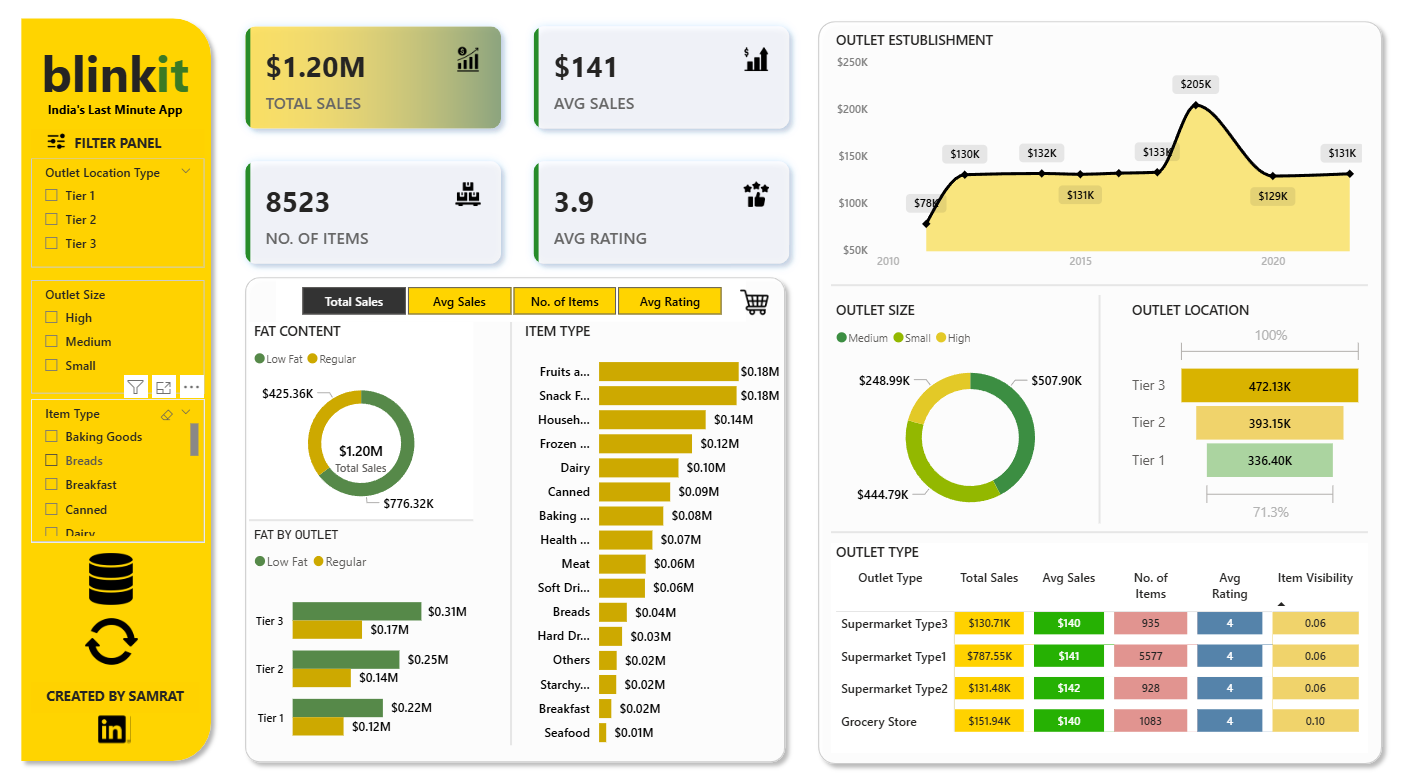 blinkit
India's Last Minute App
FILTER PANEL
Outlet Location Type
Tier 1
Tier 2
Tier 3
Outlet Size
High
Medium
Small
Item Type
Baking Goods
Breads
Breakfast
Canned
Dairy
CREATED BY SAMRAT
in
$1.20M
TOTAL SALES
$141
AVG SALES
8523
NO. OF ITEMS
3.9
AVG RATING
Total Sales
Avg Sales
No. of Items
Avg Rating
FAT CONTENT
Low Fat Regular
$425.36K
$1.20M
Total Sales
$776.32K
FAT BY OUTLET
Low Fat Regular
Tier 3
$0.31M
$0.17M
Tier 2
$0.25M
$0.14M
Tier 1
$0.22M
$0.12M
ITEM TYPE
Fruits a... $0.18M
Snack F... $0.18M
Househ... $0.14M
Frozen ... $0.12M
Dairy $0.10M
Canned $0.09M
Baking ... $0.08M
Health ... $0.07M
Meat $0.06M
Soft Dri... $0.06M
Breads $0.04M
Hard Dr... $0.03M
Others $0.02M
Starchy... $0.02M
Breakfast $0.02M
Seafood $0.01M
OUTLET ESTUBLISHMENT
$250K
$200K
$150K
$100K
$50K
$78K
$130K
$132K
$131K
$133K
$205K
$129K
$131K
2010 2015 2020
OUTLET SIZE
Medium Small High
$248.99K
$507.90K
$444.79K
OUTLET LOCATION
100%
Tier 3 472.13K
Tier 2 393.15K
Tier 1 336.40K
71.3%
OUTLET TYPE
Outlet Type Total Sales Avg Sales No. of Items Avg Rating Item Visibility
Supermarket Type3 $130.71K $140 935 4 0.06
Supermarket Type1 $787.55K $141 5577 4 0.06
Supermarket Type2 $131.48K $142 928 4 0.06
Grocery Store $151.94K $140 1083 4 0.10